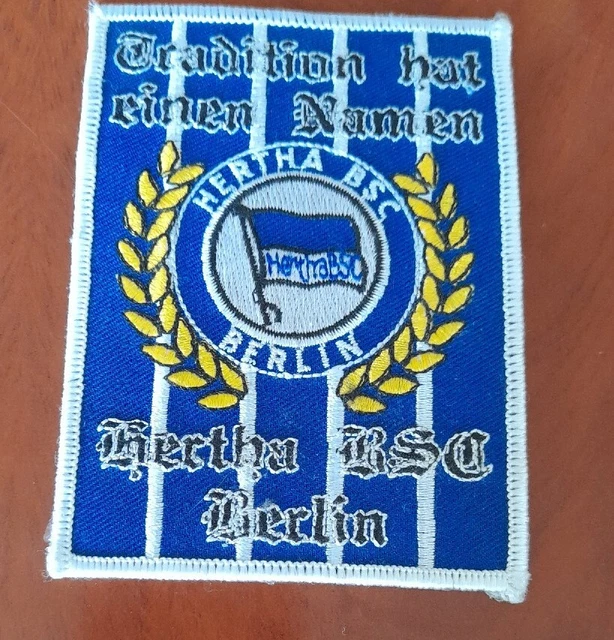 Tradition hat
einen Namen
HERTHA BSC
HerthaBSC
BERLIN
Hertha BSC
Berlin